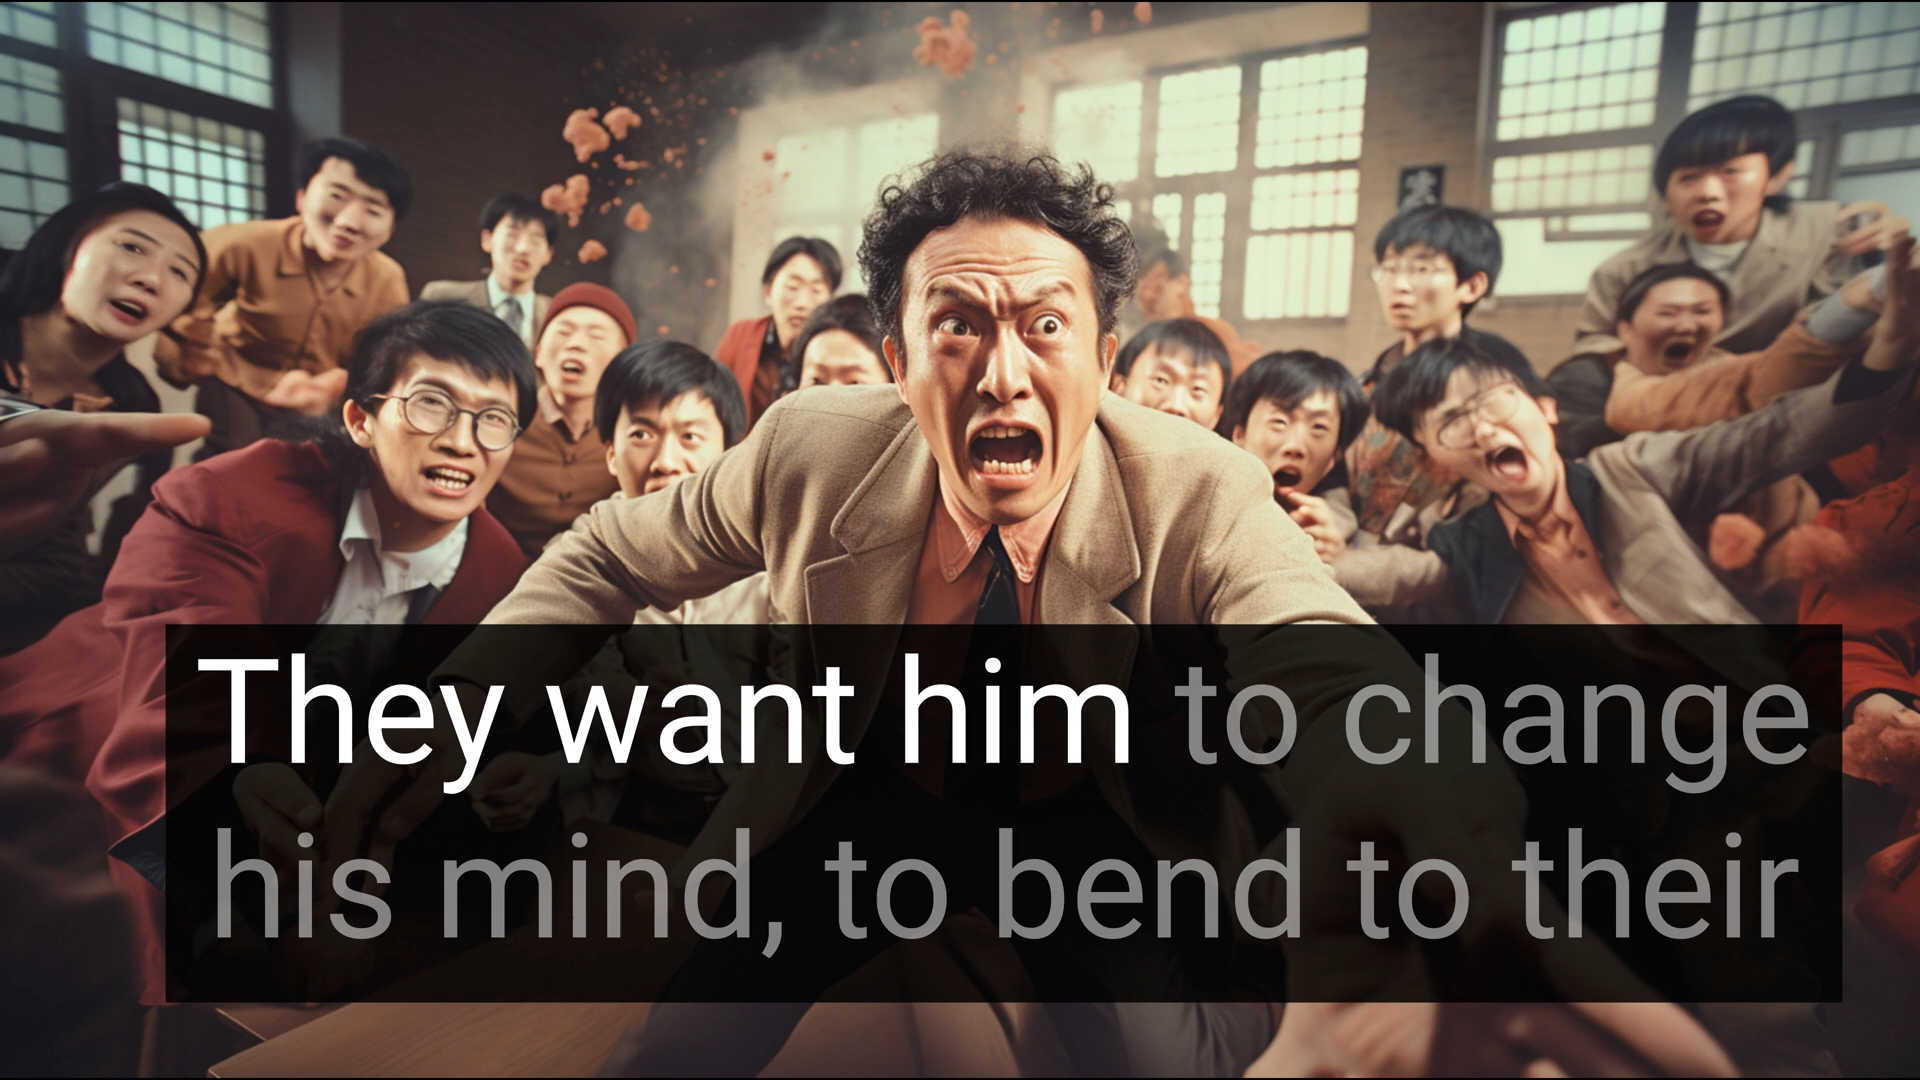 They want him to change
his mind, to bend to their